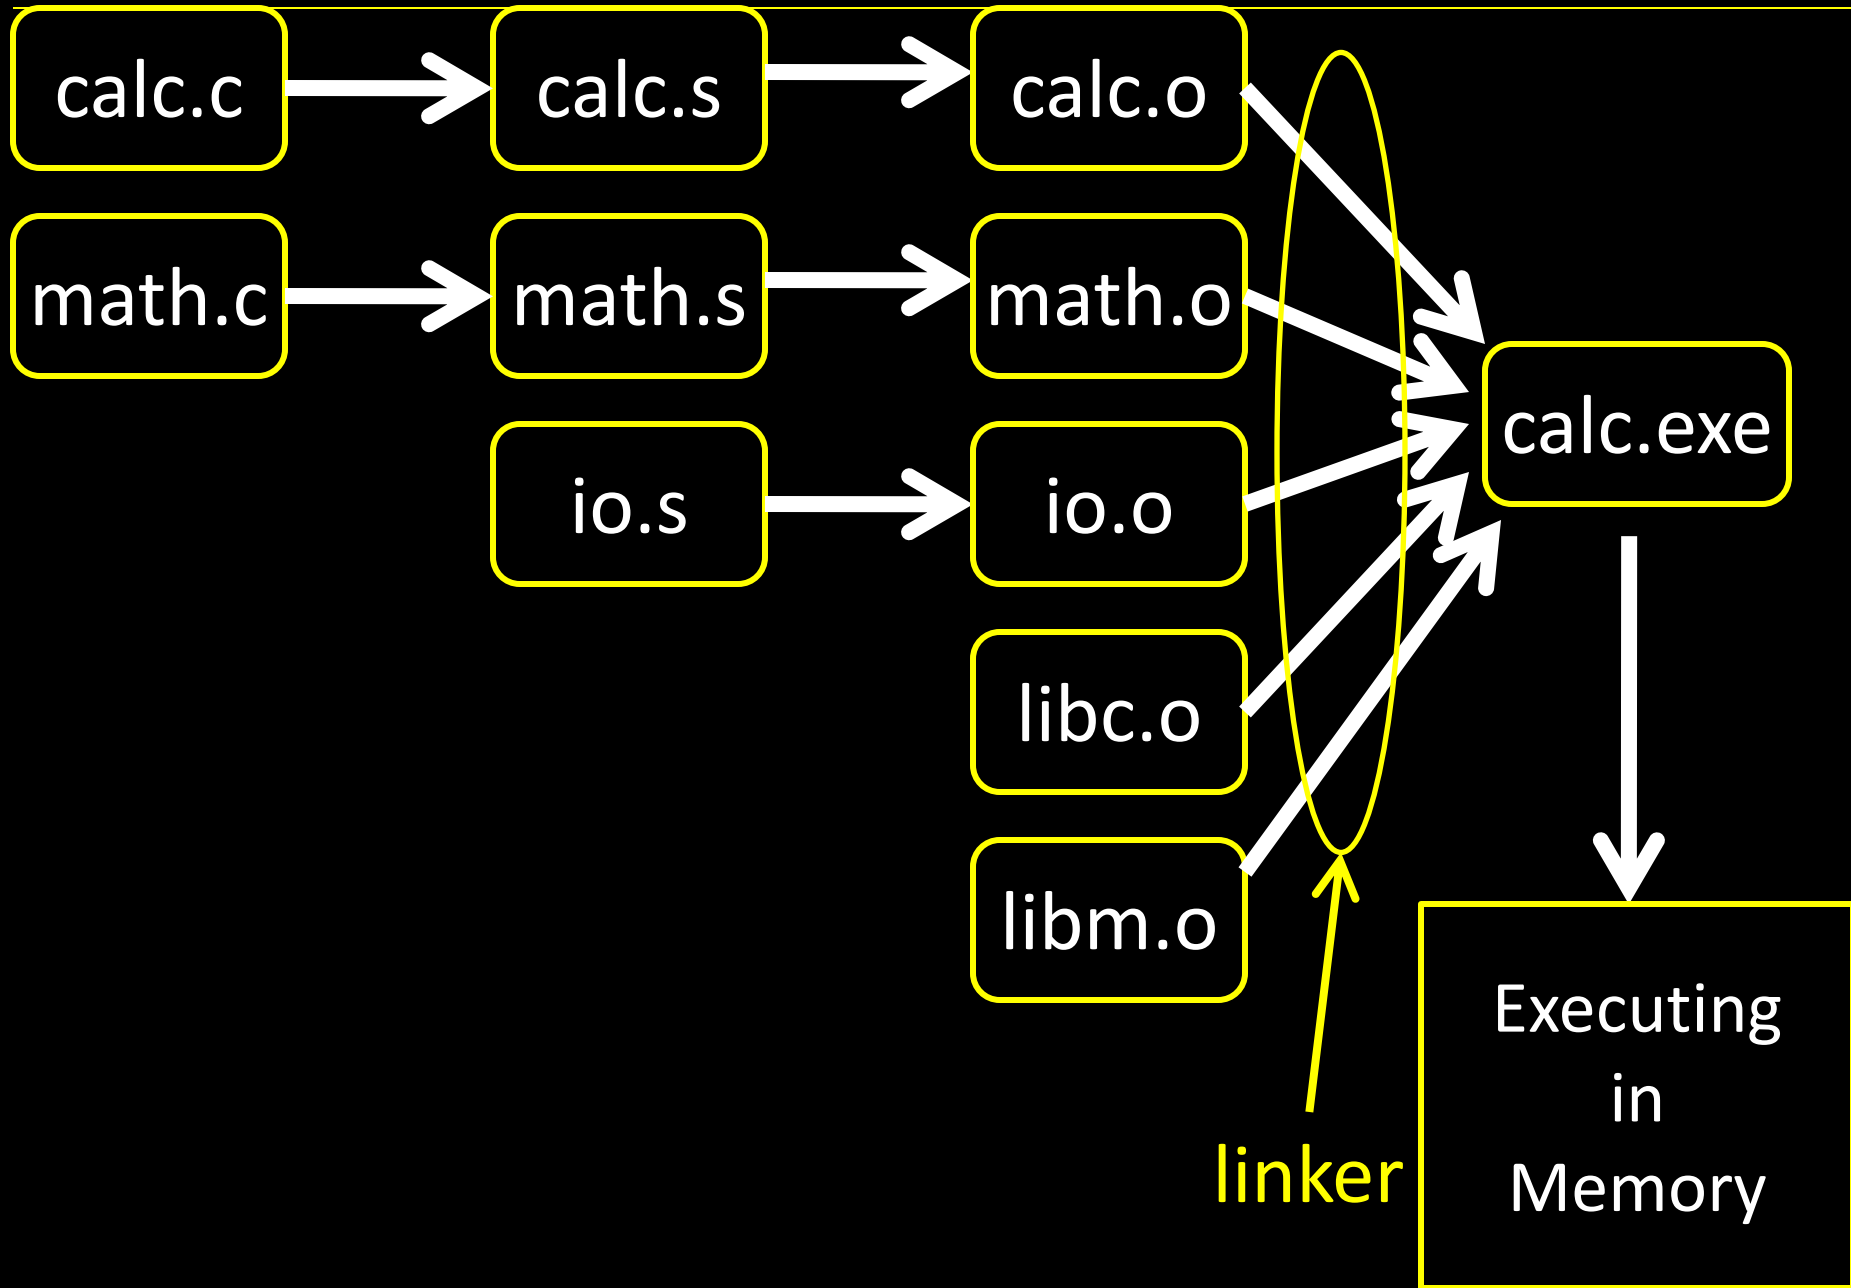 calc.c
calc.s
calc.o
math.c
math.s
math.o
calc.exe
io.s
io.o
libc.o
libm.o
Executing
in
Memory
linker